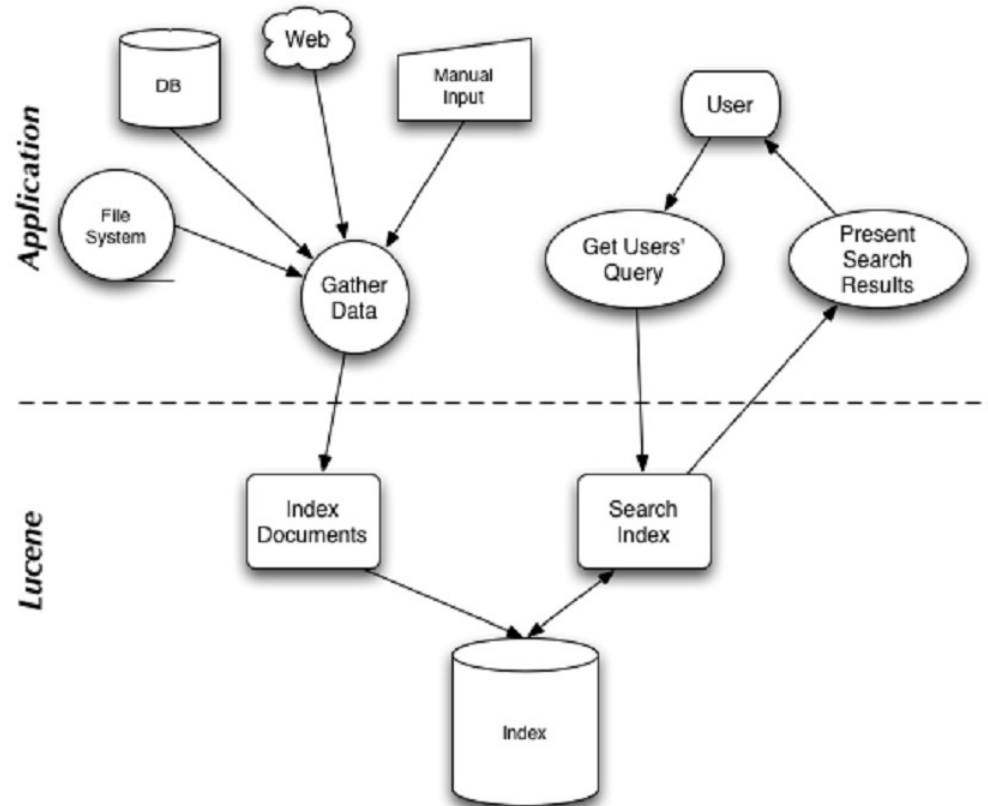 Application
DB
Web
Manual
Input
User
File
System
Gather
Data
Get Users'
Query
Present
Search
Results
Lucene
Index
Documents
Search
Index
Index